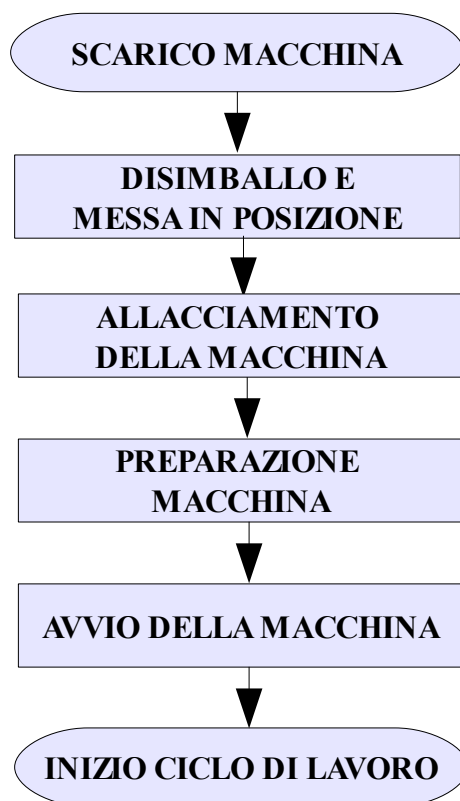 SCARICO MACCHINA
DISIMBALLO E
MESSA IN POSIZIONE
ALLACCIAMENTO
DELLA MACCHINA
PREPARAZIONE
MACCHINA
AVVIO DELLA MACCHINA
INIZIO CICLO DI LAVORO